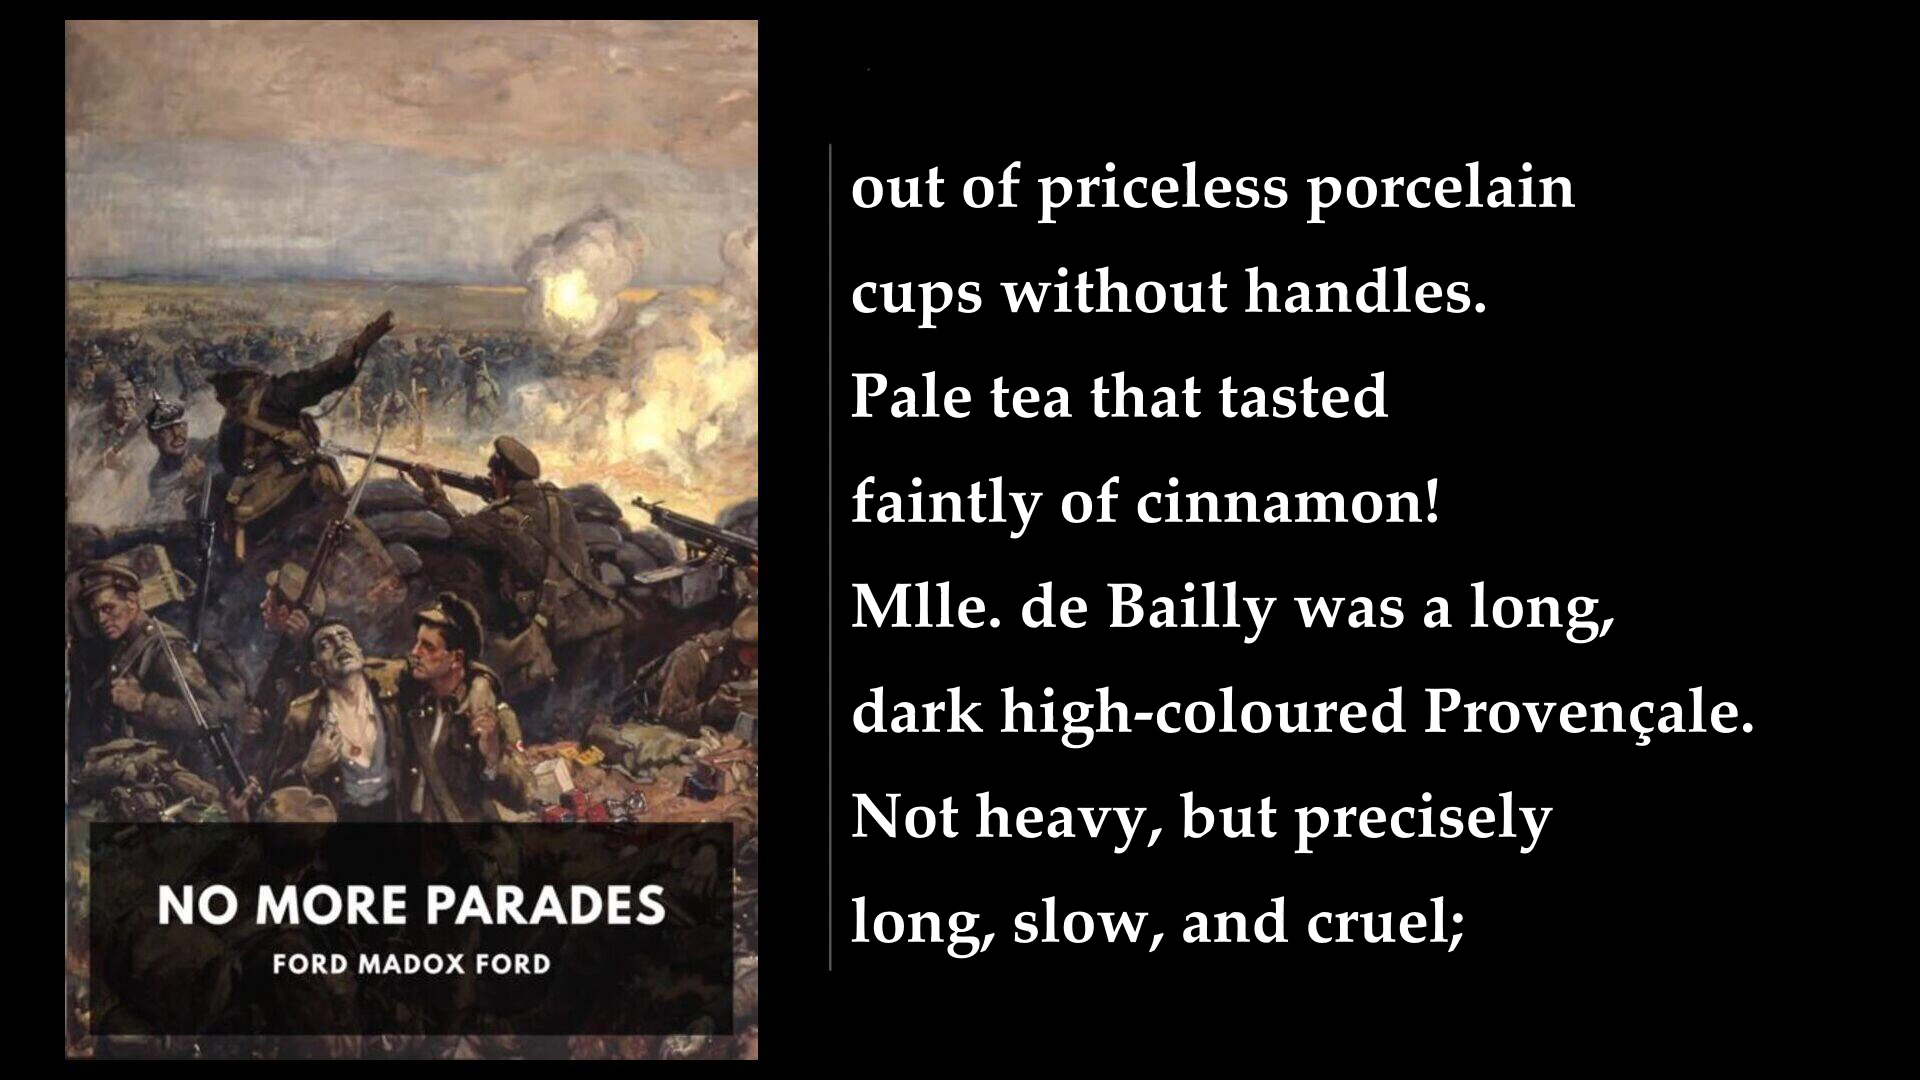 out of priceless porcelain
cups without handles.
Pale tea that tasted
faintly of cinnamon!
Mlle. de Bailly was a long,
dark high-coloured Provençale.
Not heavy, but precisely
long, slow, and cruel;
NO MORE PARADES
FORD MADOX FORD